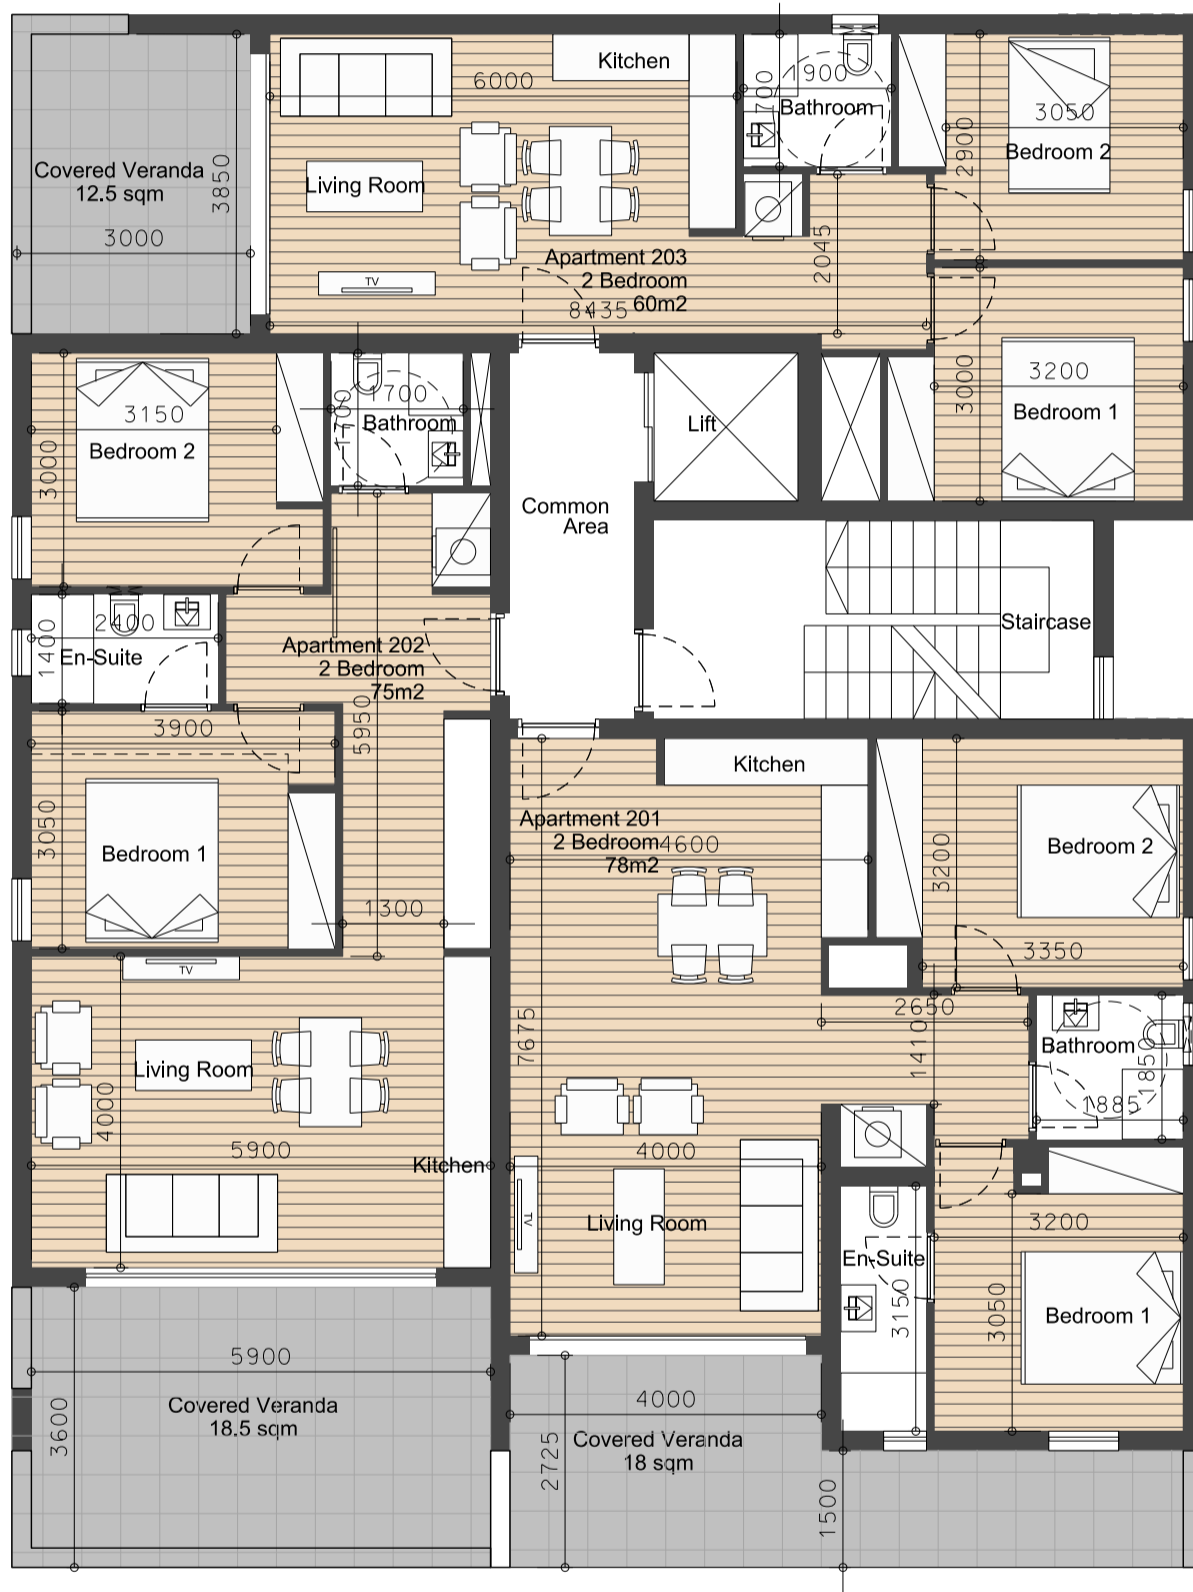 Kitchen
6000
1900
700
Bathroom
3050
2900
Bedroom 2
Covered Veranda
12.5 sqm
3850
3000
Living Room
TV
Apartment 203
2 Bedroom
60m2
8435
2045
3150
Bedroom 2
3000
1700
1700
Bathroom
Lift
3200
3000
Bedroom 1
Common
Area
Staircase
2400
1400
En-Suite
Apartment 202
2 Bedroom
75m2
5950
3900
3050
Bedroom 1
1300
Kitchen
Apartment 201
2 Bedroom
78m2
4600
3200
Bedroom 2
3350
TV
Living Room
4000
5900
Kitchen
7675
2650
1410
Bathroom
1850
1885
4000
TV
Living Room
En-Suite
3150
3200
3050
Bedroom 1
5900
Covered Veranda
18.5 sqm
3600
4000
Covered Veranda
18 sqm
2725
1500